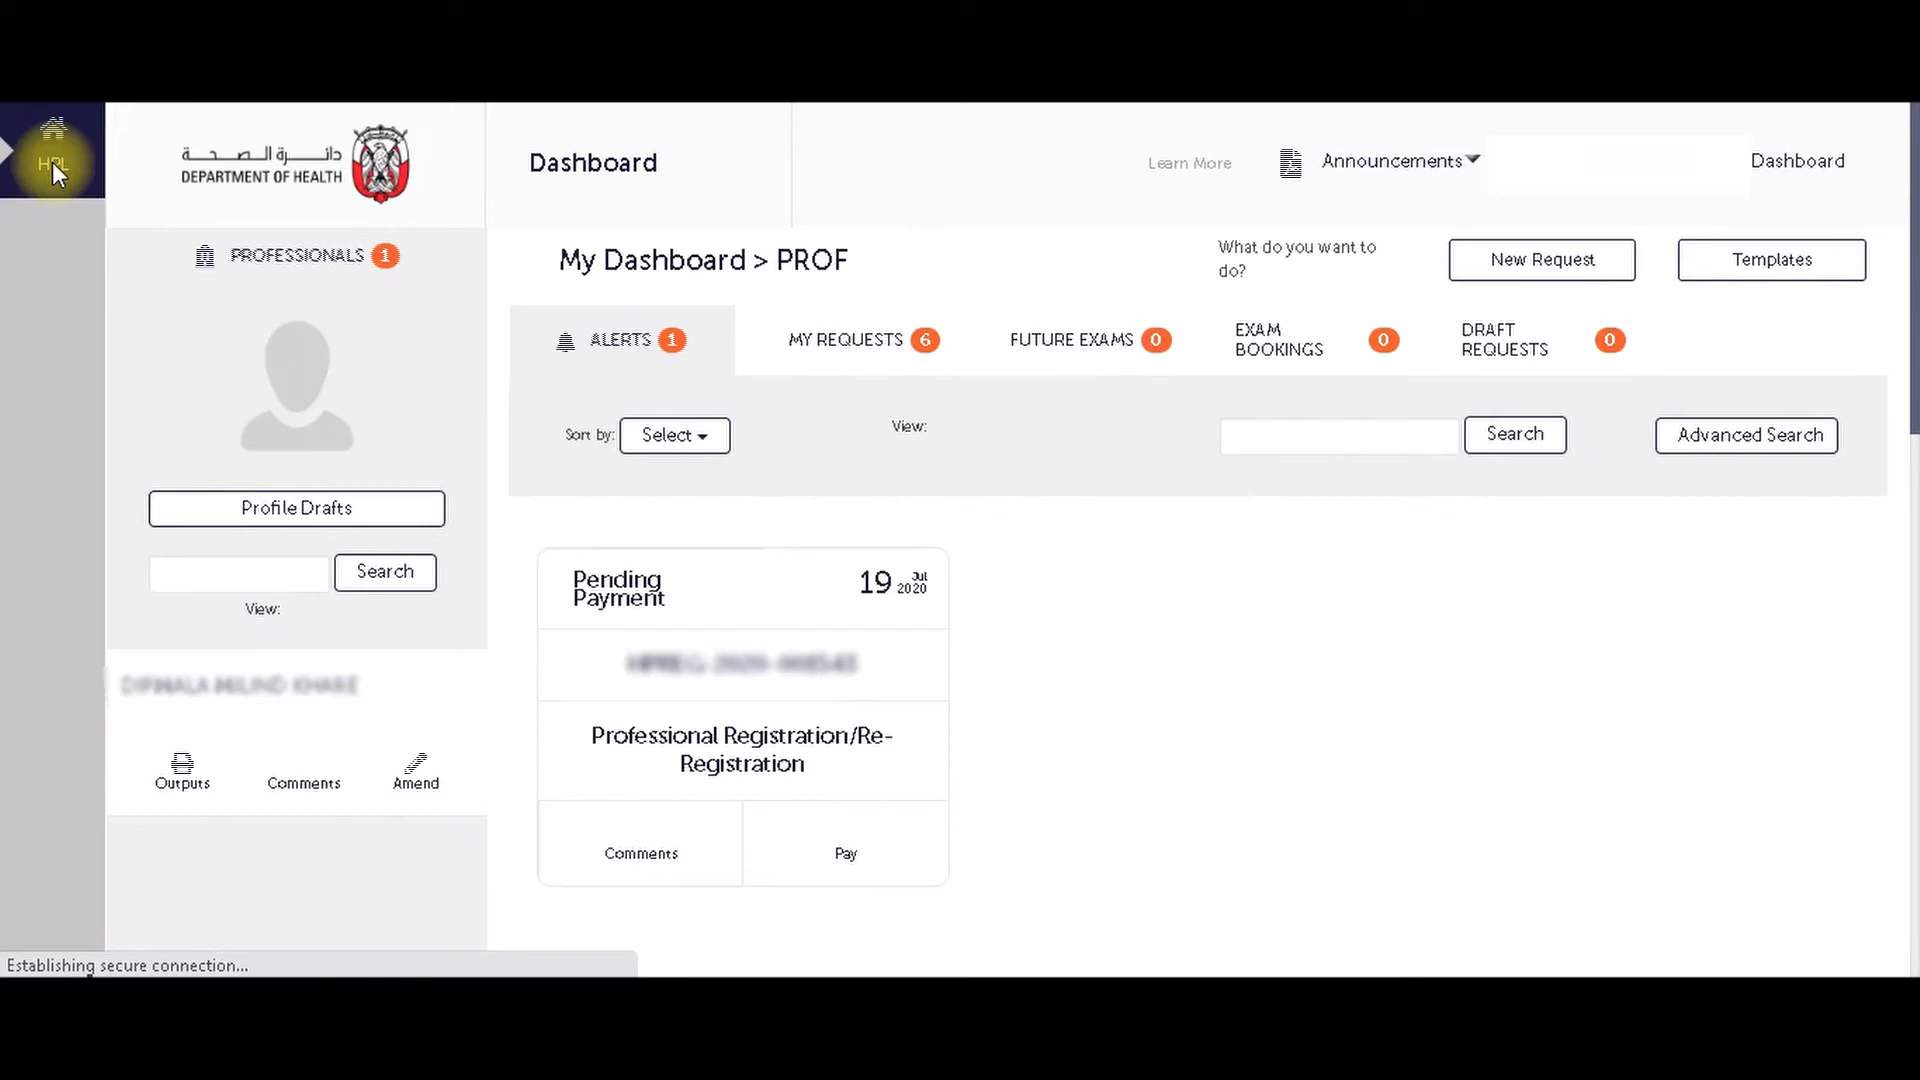 HPL
دائــــرة الــصــحــة
DEPARTMENT OF HEALTH
Dashboard
Learn More
Announcements
Dashboard
PROFESSIONALS 1
My Dashboard > PROF
What do you want to
do?
New Request
Templates
ALERTS 1
MY REQUESTS 6
FUTURE EXAMS 0
EXAM
BOOKINGS
0
DRAFT
REQUESTS
0
Sort by:
Select
View:
Search
Advanced Search
Profile Drafts
Search
View:
Outputs
Comments
Amend
Pending
Payment
19 Jul
2020
Professional Registration/Re-
Registration
Comments
Pay
Establishing secure connection...